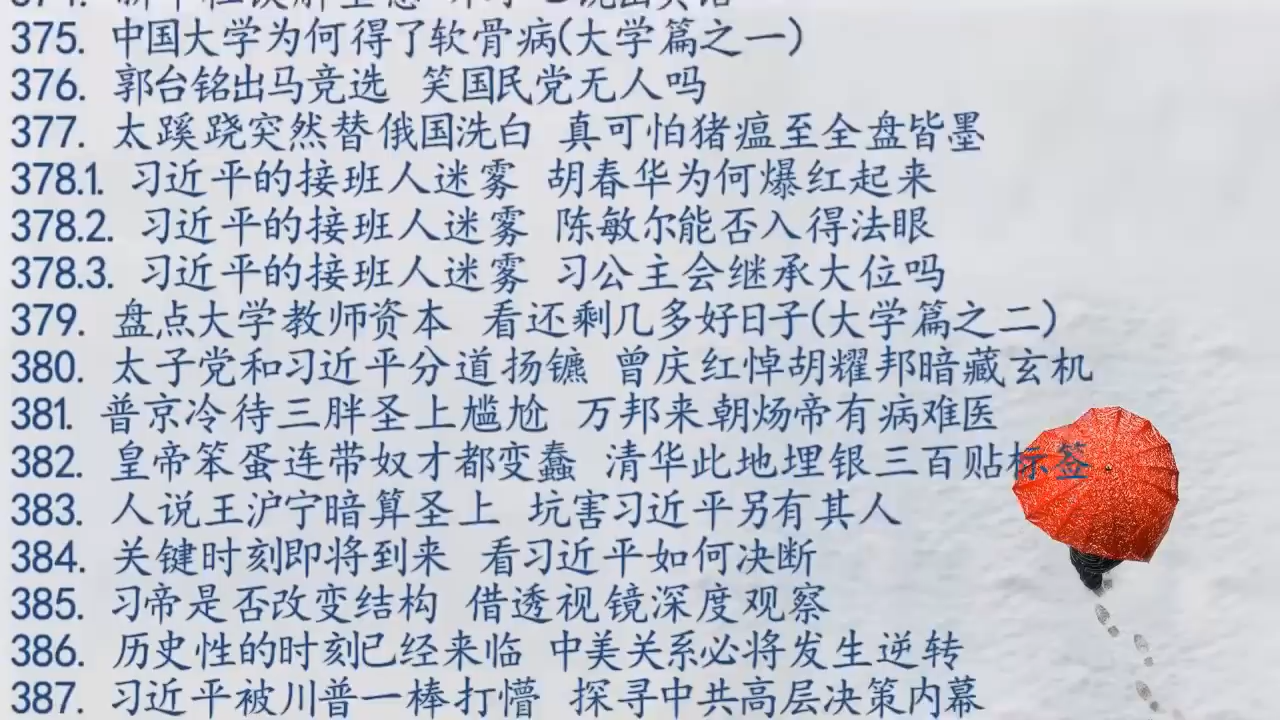 375. 中国大学为何得了软骨病(大学篇之一)
376. 郭台铭出马竞选 笑国民党无人吗
377. 太蹊跷突然替俄国洗白 真可怕猪瘟至全盘皆墨
378.1. 习近平的接班人迷雾 胡春华为何爆红起来
378.2. 习近平的接班人迷雾 陈敏尔能否入得法眼
378.3. 习近平的接班人迷雾 习公主会继承大位吗
379. 盘点大学教师资本 看还剩几多好日子(大学篇之二)
380. 太子党和习近平分道扬镳 曾庆红悼胡耀邦暗藏玄机
381. 普京冷待三胖圣上尴尬 万邦来朝炀帝有病难医
382. 皇帝笨蛋连带奴才都变蠢 清华此地埋银三百贴标签
383. 人说王沪宁暗算圣上 坑害习近平另有其人
384. 关键时刻即将到来 看习近平如何决断
385. 习帝是否改变结构 借透视镜深度观察
386. 历史性的时刻已经来临 中美关系必将发生逆转
387. 习近平被川普一棒打懵 探寻中共高层决策内幕